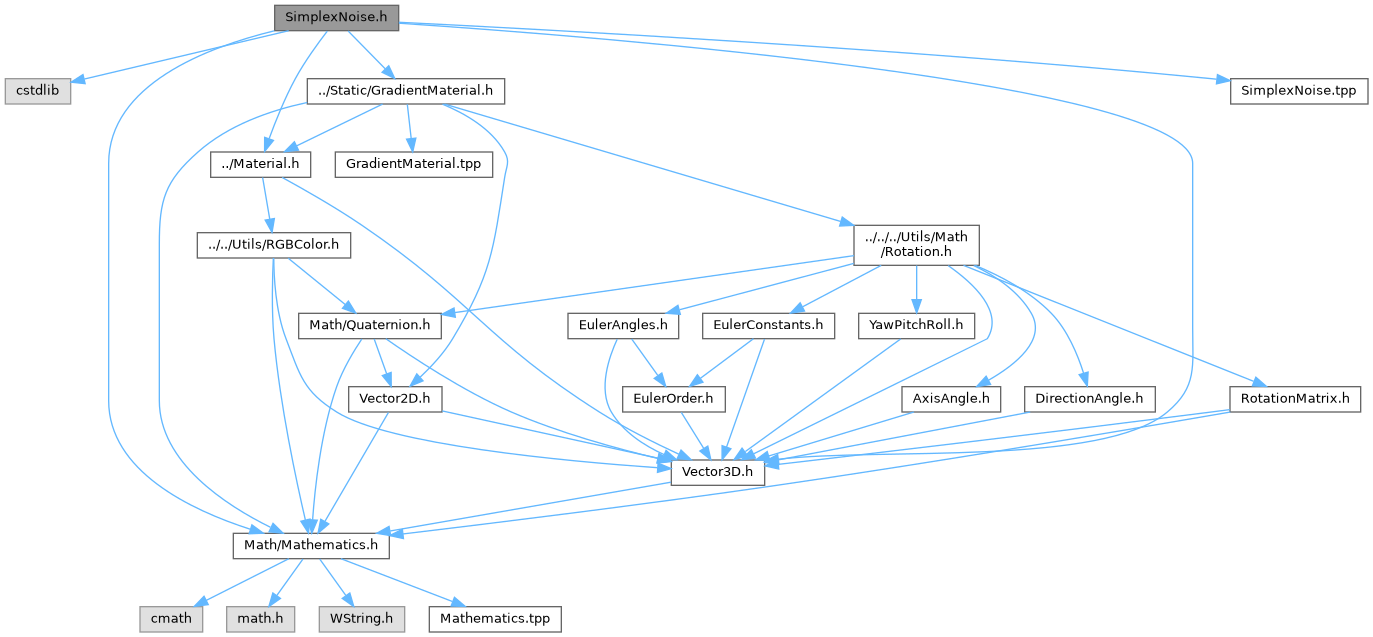 SimplexNoise.h
cstdlib
../Static/GradientMaterial.h
SimplexNoise.tpp
../Material.h
GradientMaterial.tpp
../../Utils/RGBColor.h
../../../Utils/Math
/Rotation.h
Math/Quaternion.h
EulerAngles.h
EulerConstants.h
YawPitchRoll.h
Vector2D.h
EulerOrder.h
AxisAngle.h
DirectionAngle.h
RotationMatrix.h
Vector3D.h
Math/Mathematics.h
cmath
math.h
WString.h
Mathematics.tpp